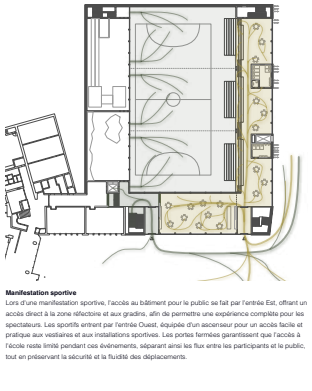 Manifestation sportive
Lors d'une manifestation sportive, l'accès au bâtiment pour le public se fait par l'entrée Est, offrant un
accès direct à la zone réfectoire et aux gradins, afin de permettre une expérience complète pour les
spectateurs. Les sportifs entrent par l'entrée Ouest, équipée d'un ascenseur pour un accès facile et
pratique aux vestiaires et aux installations sportives. Les portes fermées garantissent que l'accès à
l'école reste limité pendant ces événements, séparant ainsi les flux entre les participants et le public,
tout en préservant la sécurité et la fluidité des déplacements.